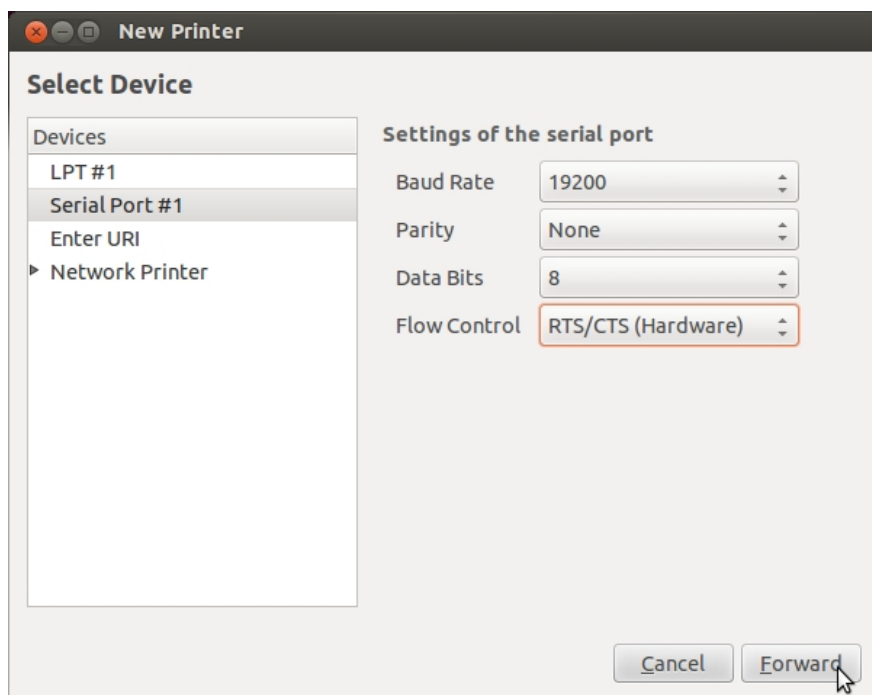 New Printer
Select Device
Devices
LPT #1
Serial Port #1
Enter URI
Network Printer
Settings of the serial port
Baud Rate 19200
Parity None
Data Bits 8
Flow Control RTS/CTS (Hardware)
Cancel Forward